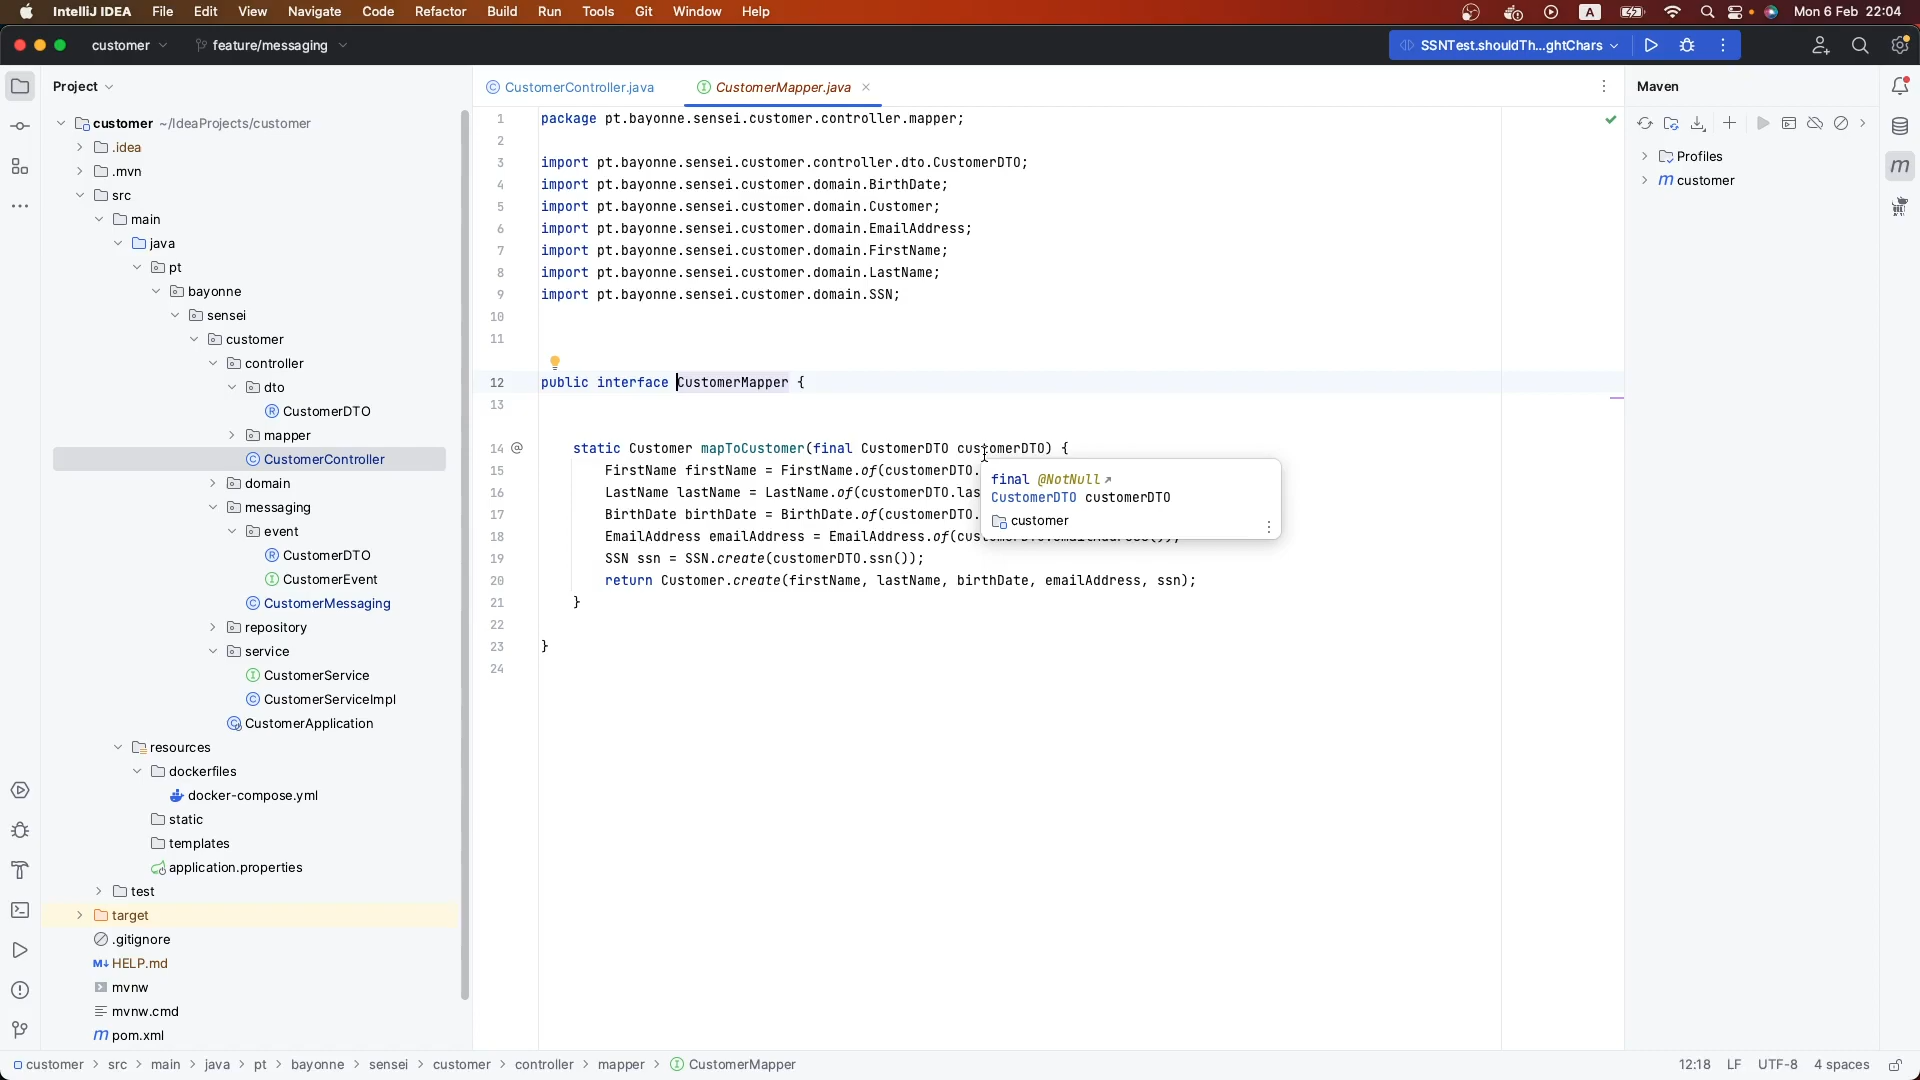 IntelliJ IDEA File Edit View Navigate Code Refactor Build Run Tools Git Window Help A Mon 6 Feb 22:04
customer feature/messaging SSNTest.shouldTh...ghtChars
Project
customer ~/IdeaProjects/customer
.idea
.mvn
src
main
java
pt
bayonne
sensei
customer
controller
dto
CustomerDTO
mapper
CustomerController
domain
messaging
event
CustomerDTO
CustomerEvent
CustomerMessaging
repository
service
CustomerService
CustomerServiceImpl
CustomerApplication
resources
dockerfiles
docker-compose.yml
static
templates
application.properties
test
target
.gitignore
M↓ HELP.md
mvnw
mvnw.cmd
m pom.xml
CustomerController.java CustomerMapper.java
1 package pt.bayonne.sensei.customer.controller.mapper;
2
3 import pt.bayonne.sensei.customer.controller.dto.CustomerDTO;
4 import pt.bayonne.sensei.customer.domain.BirthDate;
5 import pt.bayonne.sensei.customer.domain.Customer;
6 import pt.bayonne.sensei.customer.domain.EmailAddress;
7 import pt.bayonne.sensei.customer.domain.FirstName;
8 import pt.bayonne.sensei.customer.domain.LastName;
9 import pt.bayonne.sensei.customer.domain.SSN;
10
11
12 public interface CustomerMapper {
13
14 @ static Customer mapToCustomer(final CustomerDTO customerDTO) {
15 FirstName firstName = FirstName.of(customerDTO.
16 LastName lastName = LastName.of(customerDTO.las
17 BirthDate birthDate = BirthDate.of(customerDTO.
18 EmailAddress emailAddress = EmailAddress.of(cus
19 SSN ssn = SSN.create(customerDTO.ssn());
20 return Customer.create(firstName, lastName, birthDate, emailAddress, ssn);
21 }
22
23 }
24
final @NotNull
CustomerDTO customerDTO
customer
Maven
Profiles
m customer
m
customer > src > main > java > pt > bayonne > sensei > customer > controller > mapper > CustomerMapper 12:18 LF UTF-8 4 spaces